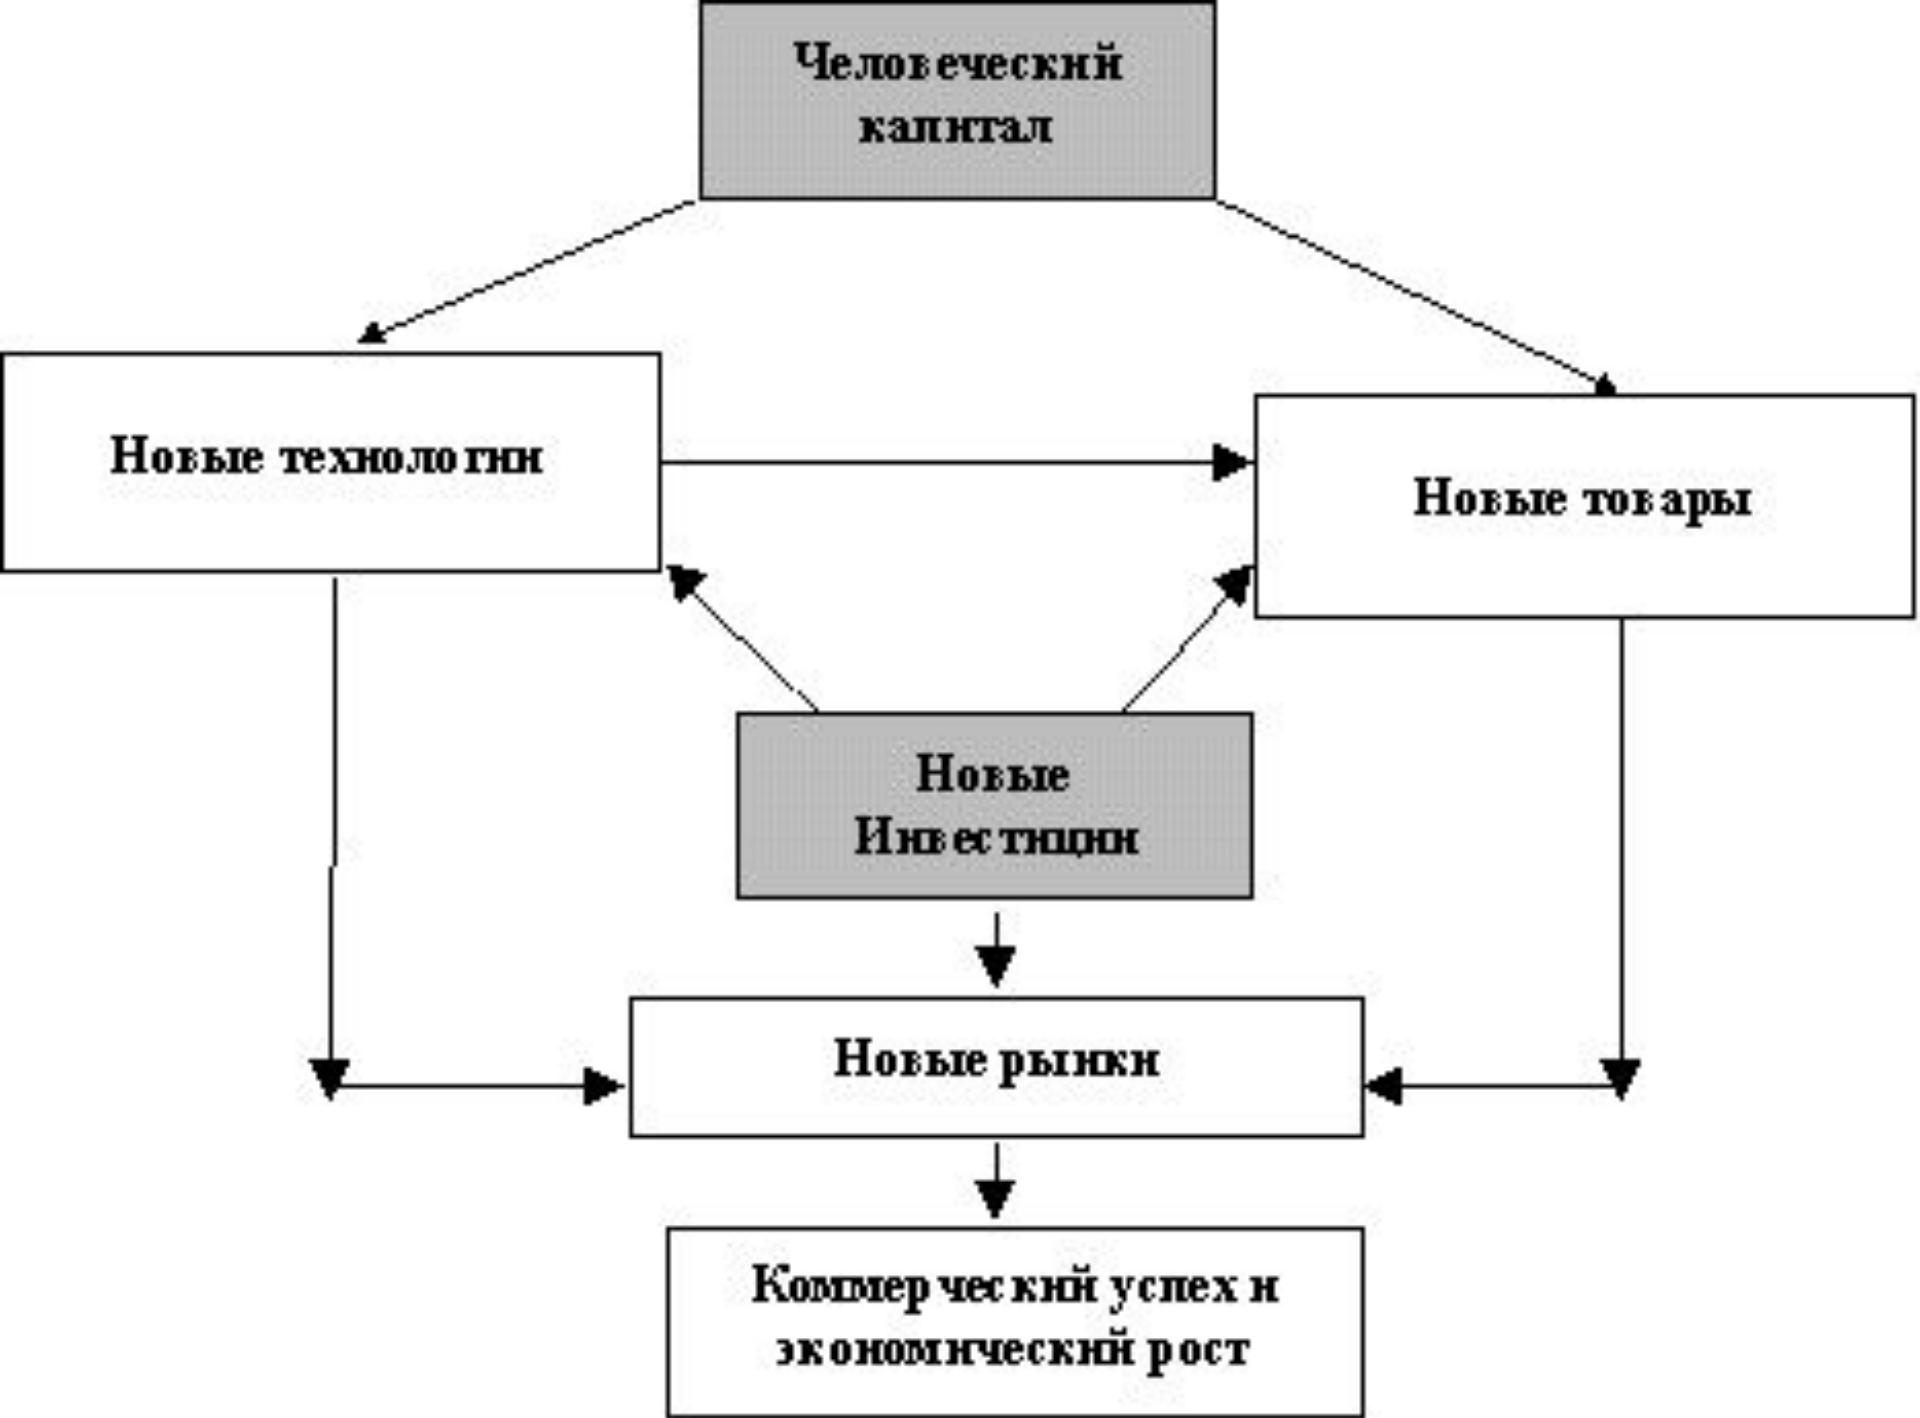 Человеческий
капитал
Новые технологии
Новые товары
Новые
Инвестиции
Новые рынки
Коммерческий успех и
экономический рост